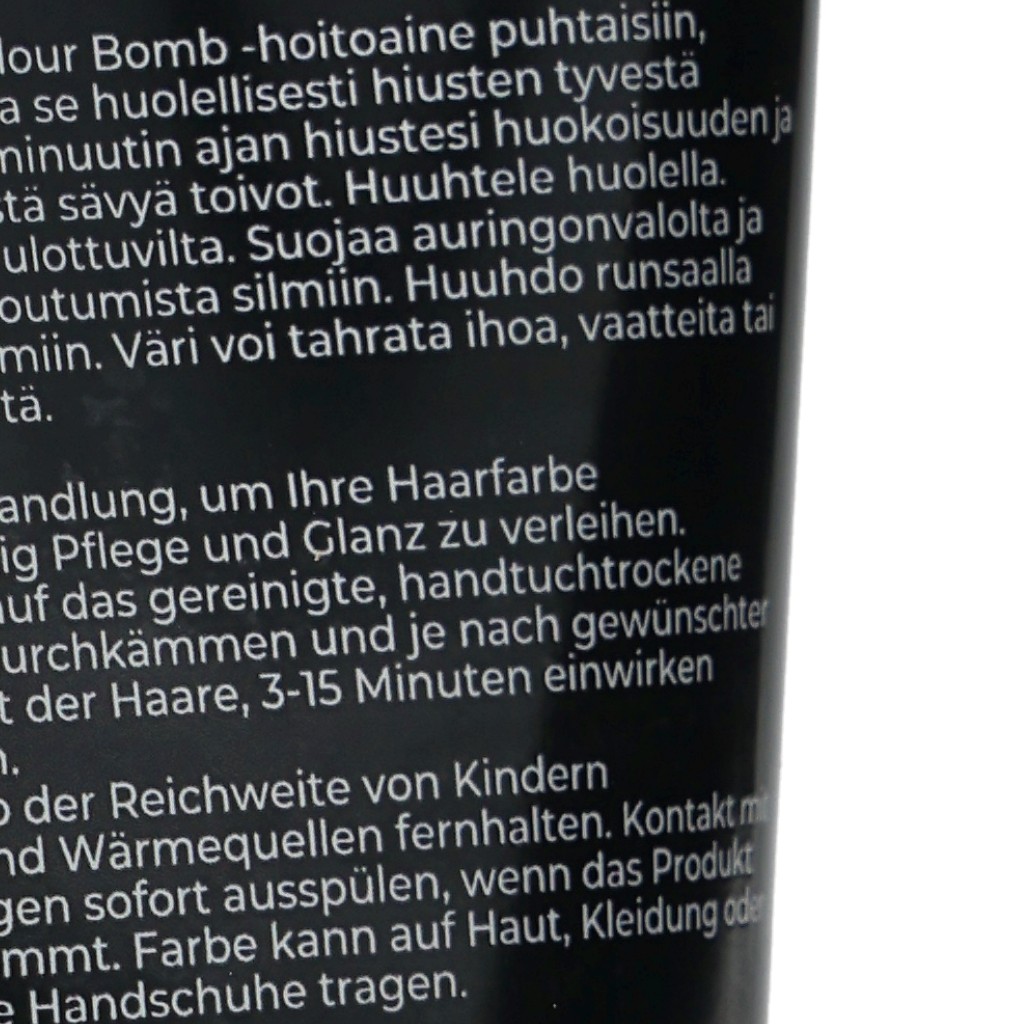 lour Bomb -hoitoaine puhtaisiin,
a se huolellisesti hiusten tyvestä
minuutin ajan hiustesi huokoisuuden ja
stä sävyä toivot. Huuhtele huolella.
ulottuvilta. Suojaa auringonvalolta ja
outumista silmiin. Huuhdo runsaalla
miin. Väri voi tahrata ihoa, vaatteita tai
tä.
andlung, um Ihre Haarfarbe
ig Pflege und Glanz zu verleihen.
auf das gereinigte, handtuchtrockene
urchkämmen und je nach gewünschter
t der Haare, 3-15 Minuten einwirken
n.
der Reichweite von Kindern
nd Wärmequellen fernhalten. Kontakt mit
gen sofort ausspülen, wenn das Produkt
mmt. Farbe kann auf Haut, Kleidung oder
e Handschuhe tragen.